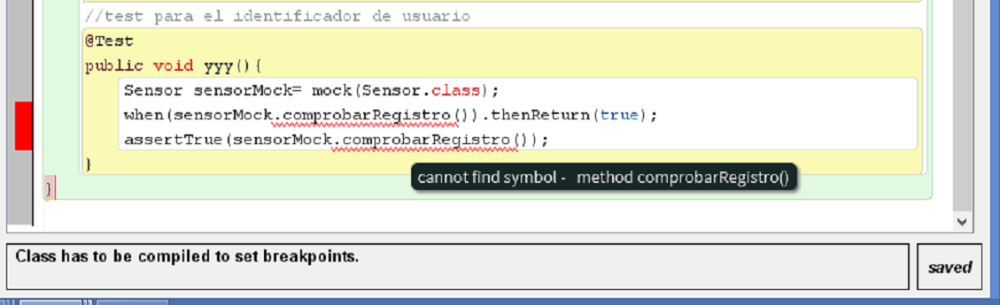 //test para el identificador de usuario
@Test
public void yyy(){
Sensor sensorMock= mock(Sensor.class);
when(sensorMock.comprobarRegistro()).thenReturn(true);
assertTrue(sensorMock.comprobarRegistro());
}
cannot find symbol - method comprobarRegistro()
}
Class has to be compiled to set breakpoints.
saved